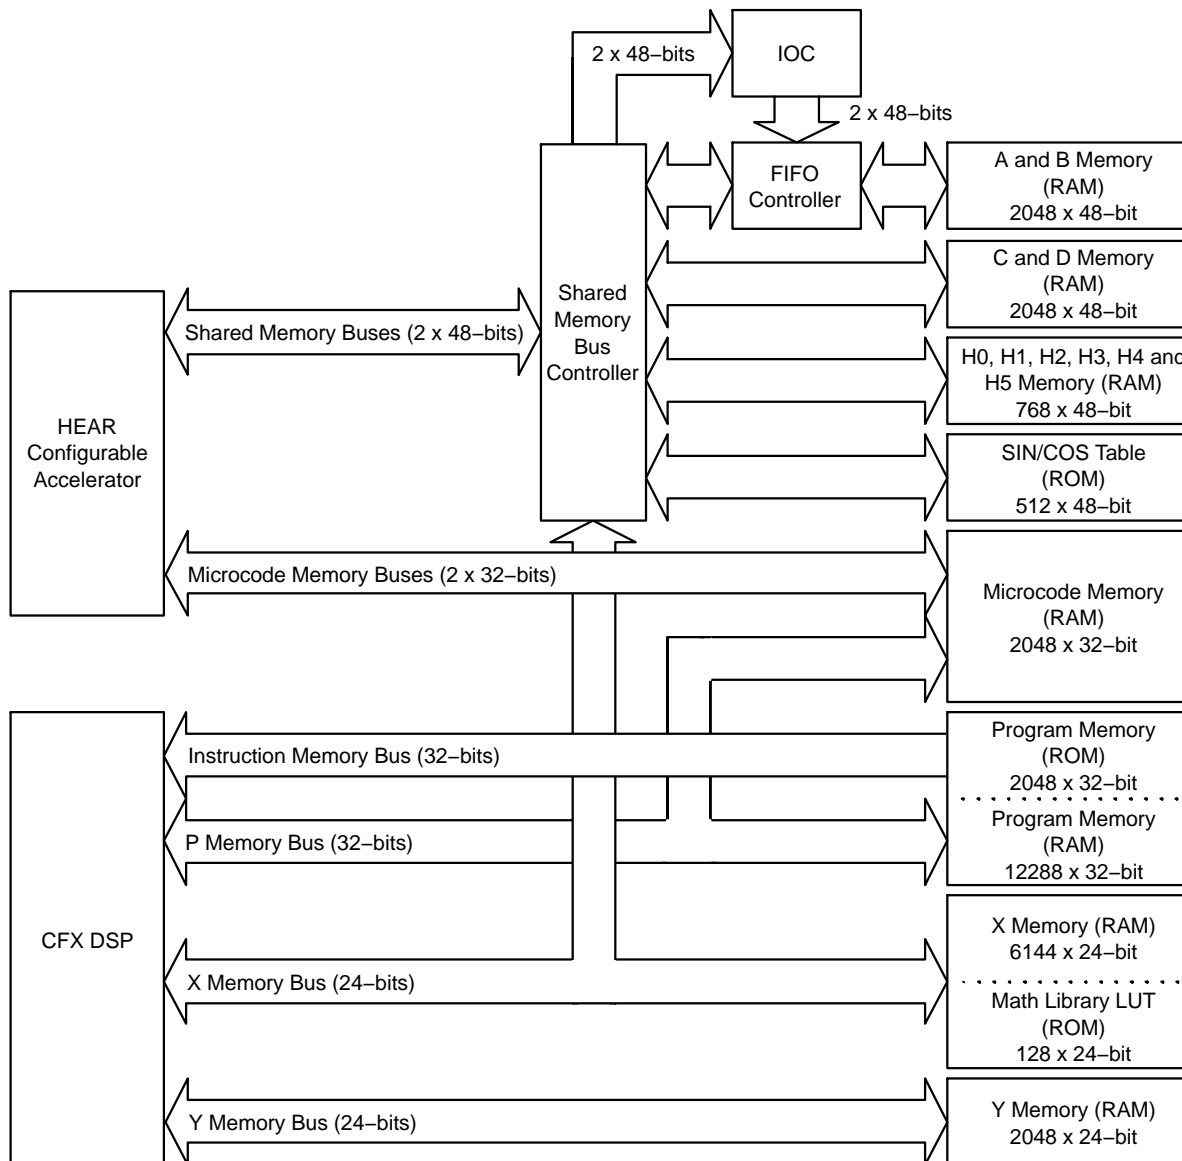 2 x 48−bits
IOC
2 x 48−bits
FIFO
Controller
A and B Memory
(RAM)
2048 x 48−bit
C and D Memory
(RAM)
2048 x 48−bit
Shared
Memory
Bus
Controller
Shared Memory Buses (2 x 48−bits)
H0, H1, H2, H3, H4 and
H5 Memory (RAM)
768 x 48−bit
HEAR
Configurable
Accelerator
SIN/COS Table
(ROM)
512 x 48−bit
Microcode Memory Buses (2 x 32−bits)
Microcode Memory
(RAM)
2048 x 32−bit
Instruction Memory Bus (32−bits)
Program Memory
(ROM)
2048 x 32−bit
P Memory Bus (32−bits)
Program Memory
(RAM)
12288 x 32−bit
CFX DSP
X Memory (RAM)
6144 x 24−bit
X Memory Bus (24−bits)
Math Library LUT
(ROM)
128 x 24−bit
Y Memory Bus (24−bits)
Y Memory (RAM)
2048 x 24−bit